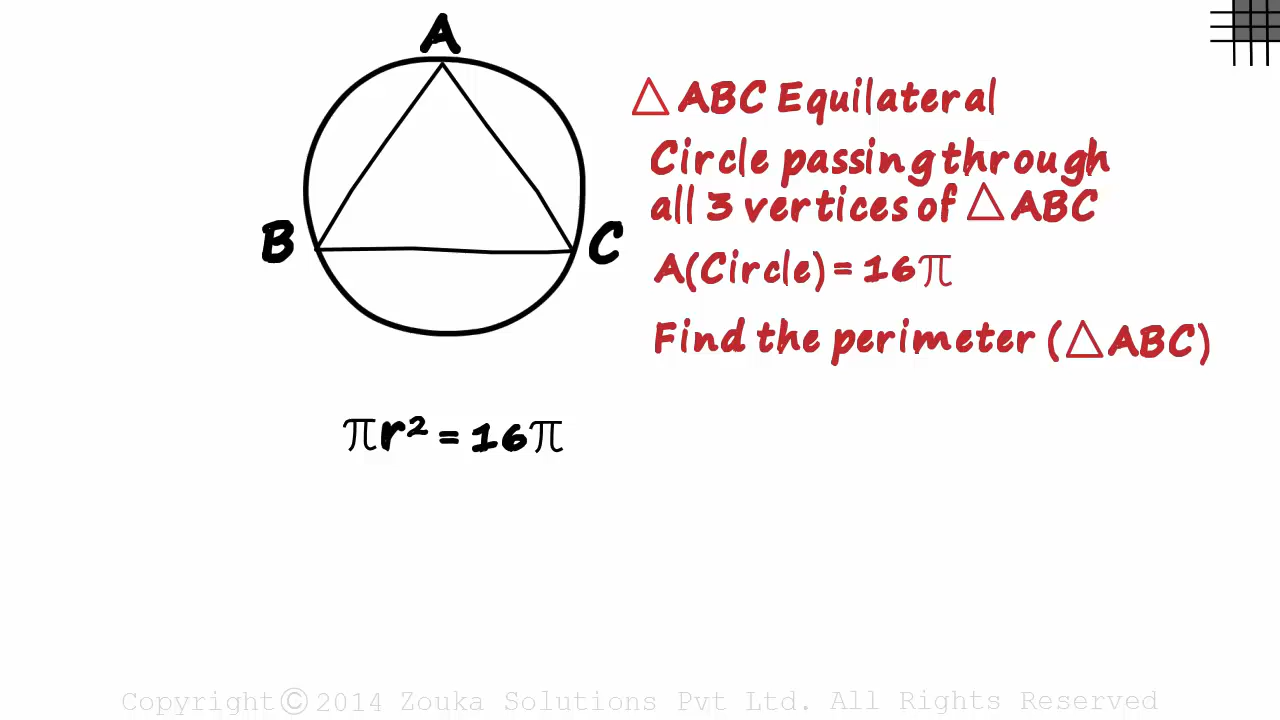 A
△ABC Equilateral
Circle passing through
all 3 vertices of △ABC
B
C
A(Circle) = 16π
Find the perimeter (△ABC)
πr² = 16π
Copyright©2014 Zouka Solutions Pvt Ltd. All Rights Reserved